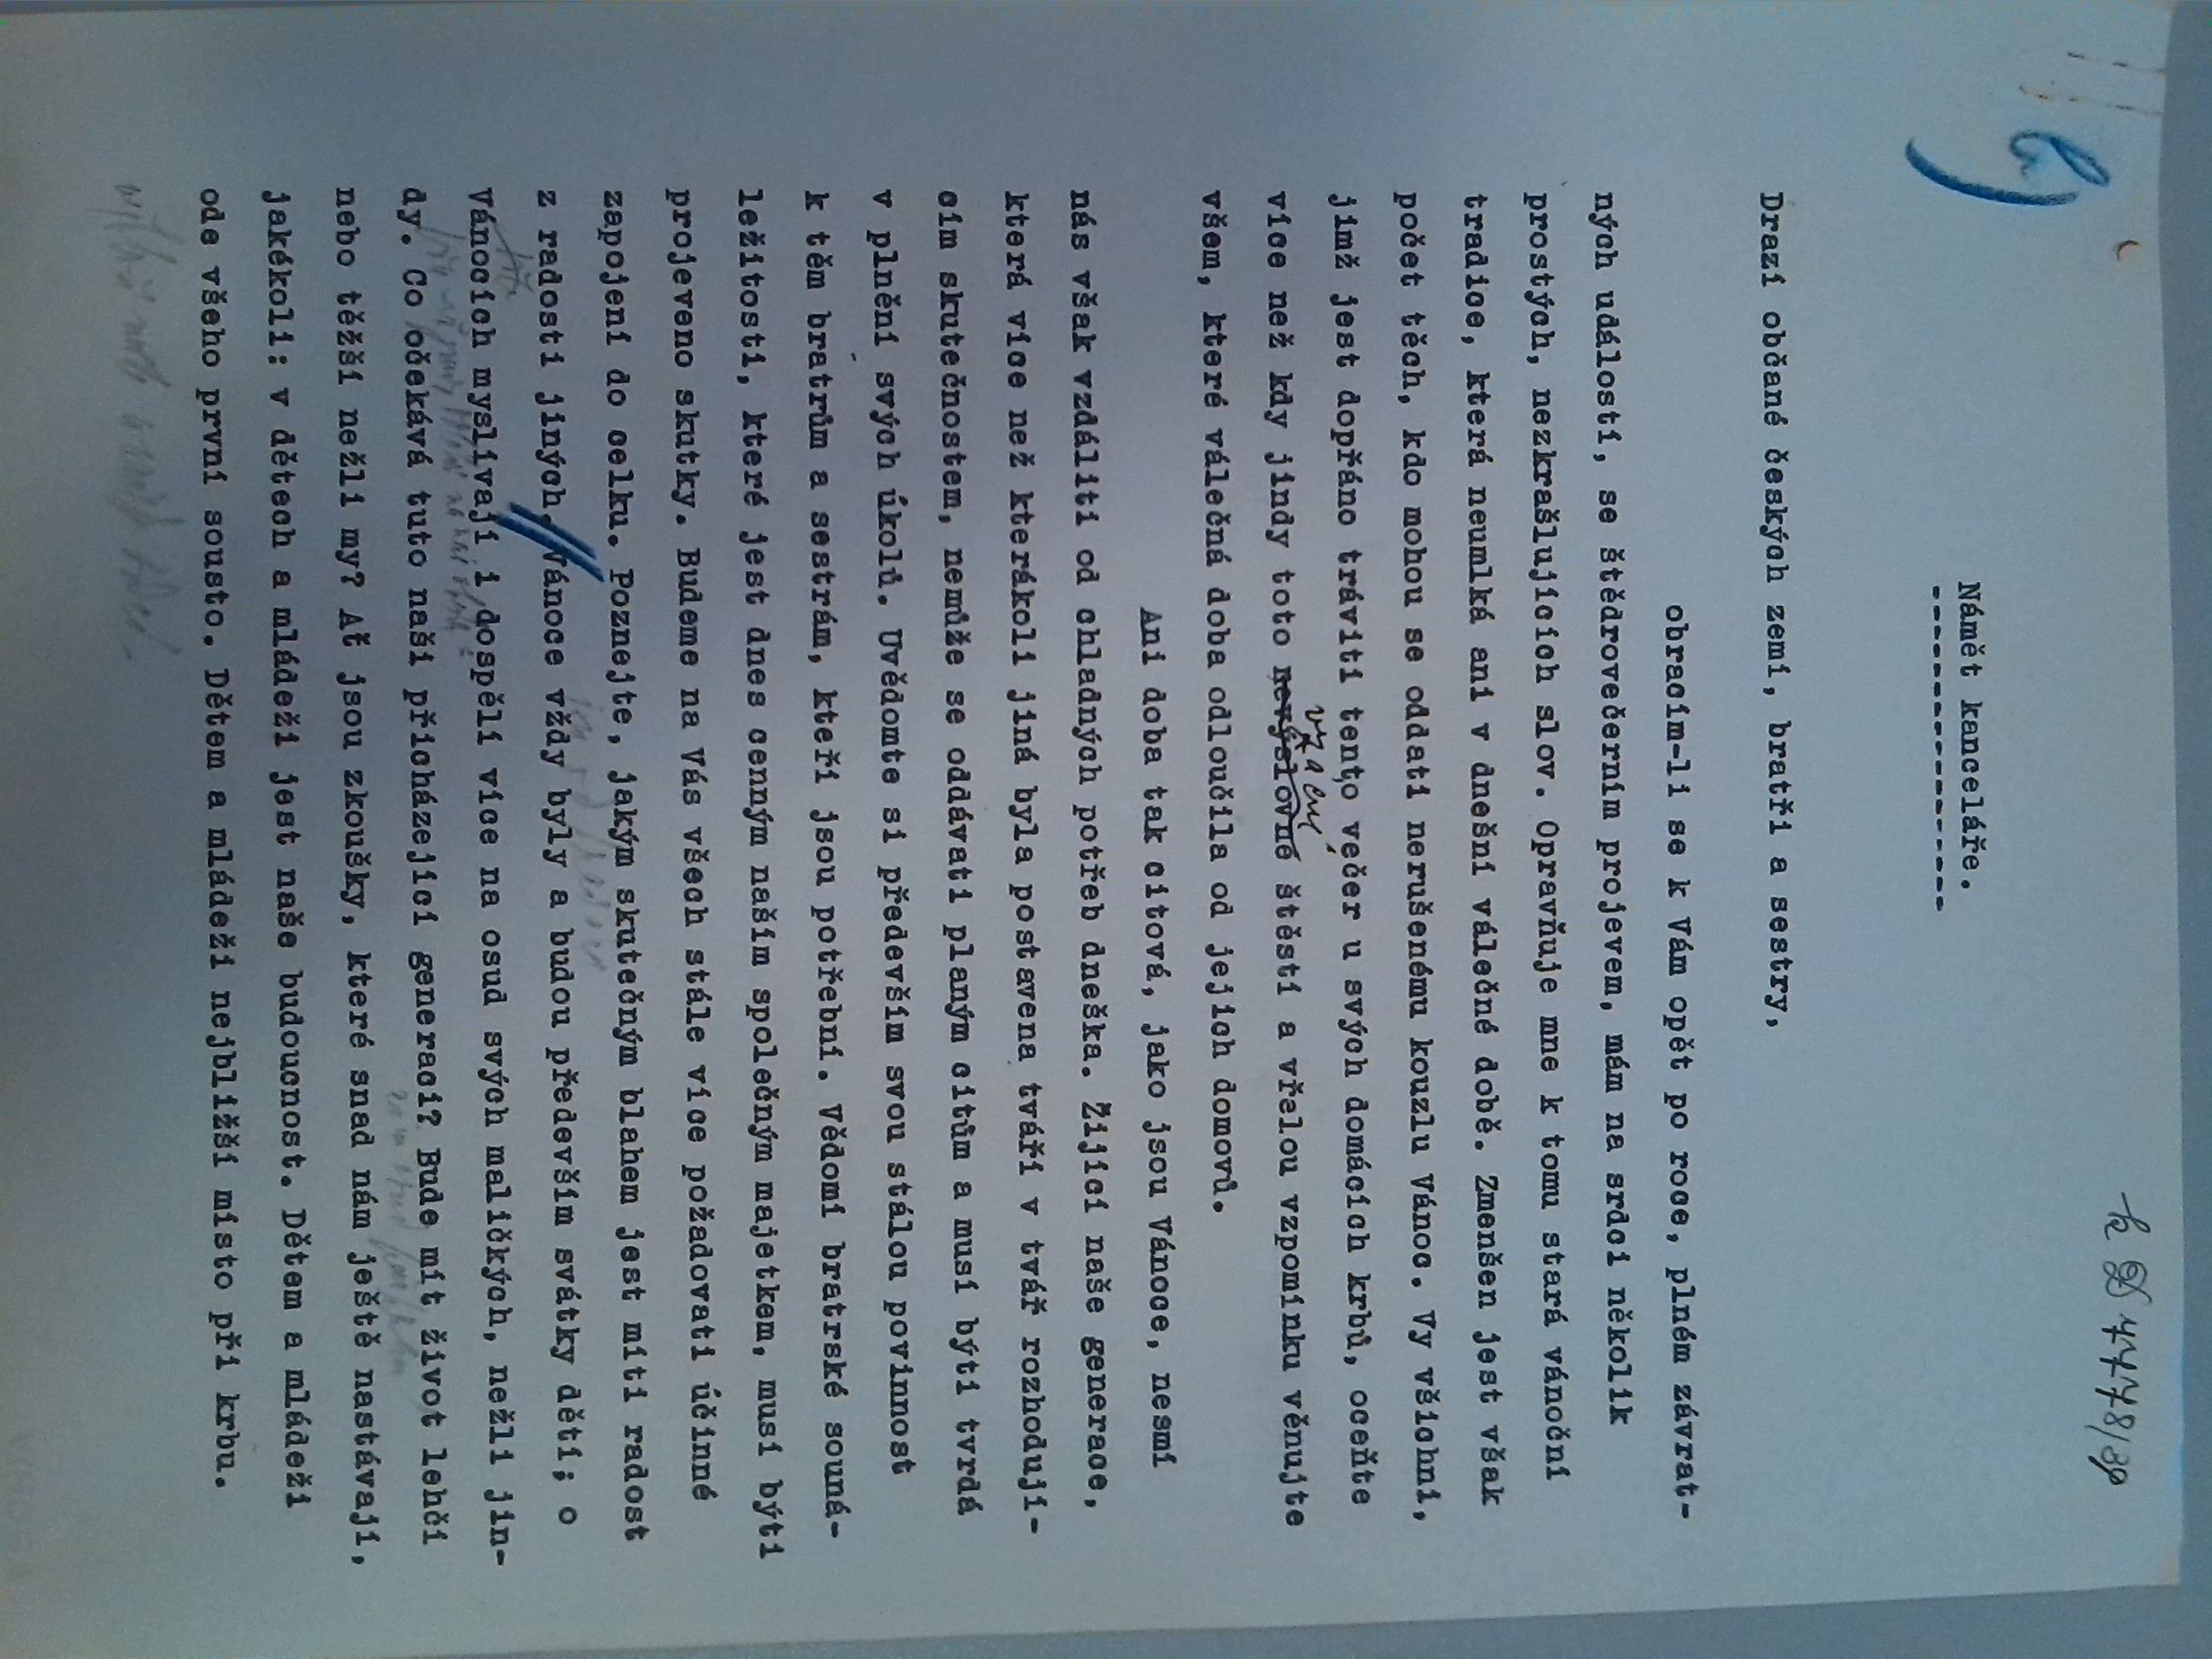 b)
Námět kanceláře.
Drazí občané českých zemí, bratři a sestry,
obracím-li se k Vám opět po roce, plném závrat-
ných událostí, se štědrovečerním projevem, mám na srdci několik
prostých, nezkrašlujících slov. Opravňuje mne k tomu stará vánoční
tradice, která neumlká ani v dnešní válečné době. Zmenšen jest však
počet těch, kdo mohou se oddati nerušenému kouzlu Vánoc. Vy všichni,
jimž jest dopřáno tráviti tento večer u svých domácích krbů, oceňte
vzácné
více než kdy jindy toto nevýslovné štěstí a vřelou vzpomínku věnujte
všem, které válečná doba odloučila od jejich domovů.
Ani doba tak citová, jako jsou Vánoce, nesmí
nás však vzdáliti od chladných potřeb dneška. Žijící naše generace,
která více než kterákoli jiná byla postavena tváří v tvář rozhodují-
cím skutečnostem, nemůže se oddávati planým citům a musí býti tvrdá
v plnění svých úkolů. Uvědomte si především svou stálou povinnost
k těm bratrům a sestrám, kteří jsou potřební. Vědomí bratrské souná-
ležitosti, které jest dnes cenným naším společným majetkem, musí býti
projeveno skutky. Budeme na Vás všech stále více požadovati účinné
zapojení do celku. Poznejte, jakým skutečným blahem jest míti radost
z radosti jiných. Vánoce vždy byly a budou především svátky dětí; o
Vánocích myslívají i dospělí více na osud svých maličkých, nežli jin-
dy. Co očekává tuto naši přicházející generaci? Bude mít život lehčí
nebo těžší nežli my? Ať jsou zkoušky, které snad nám ještě nastávají,
jakékoli: v dětech a mládeži jest naše budoucnost. Dětem a mládeži
ode všeho první sousto. Dětem a mládeži nejbližší místo při krbu.